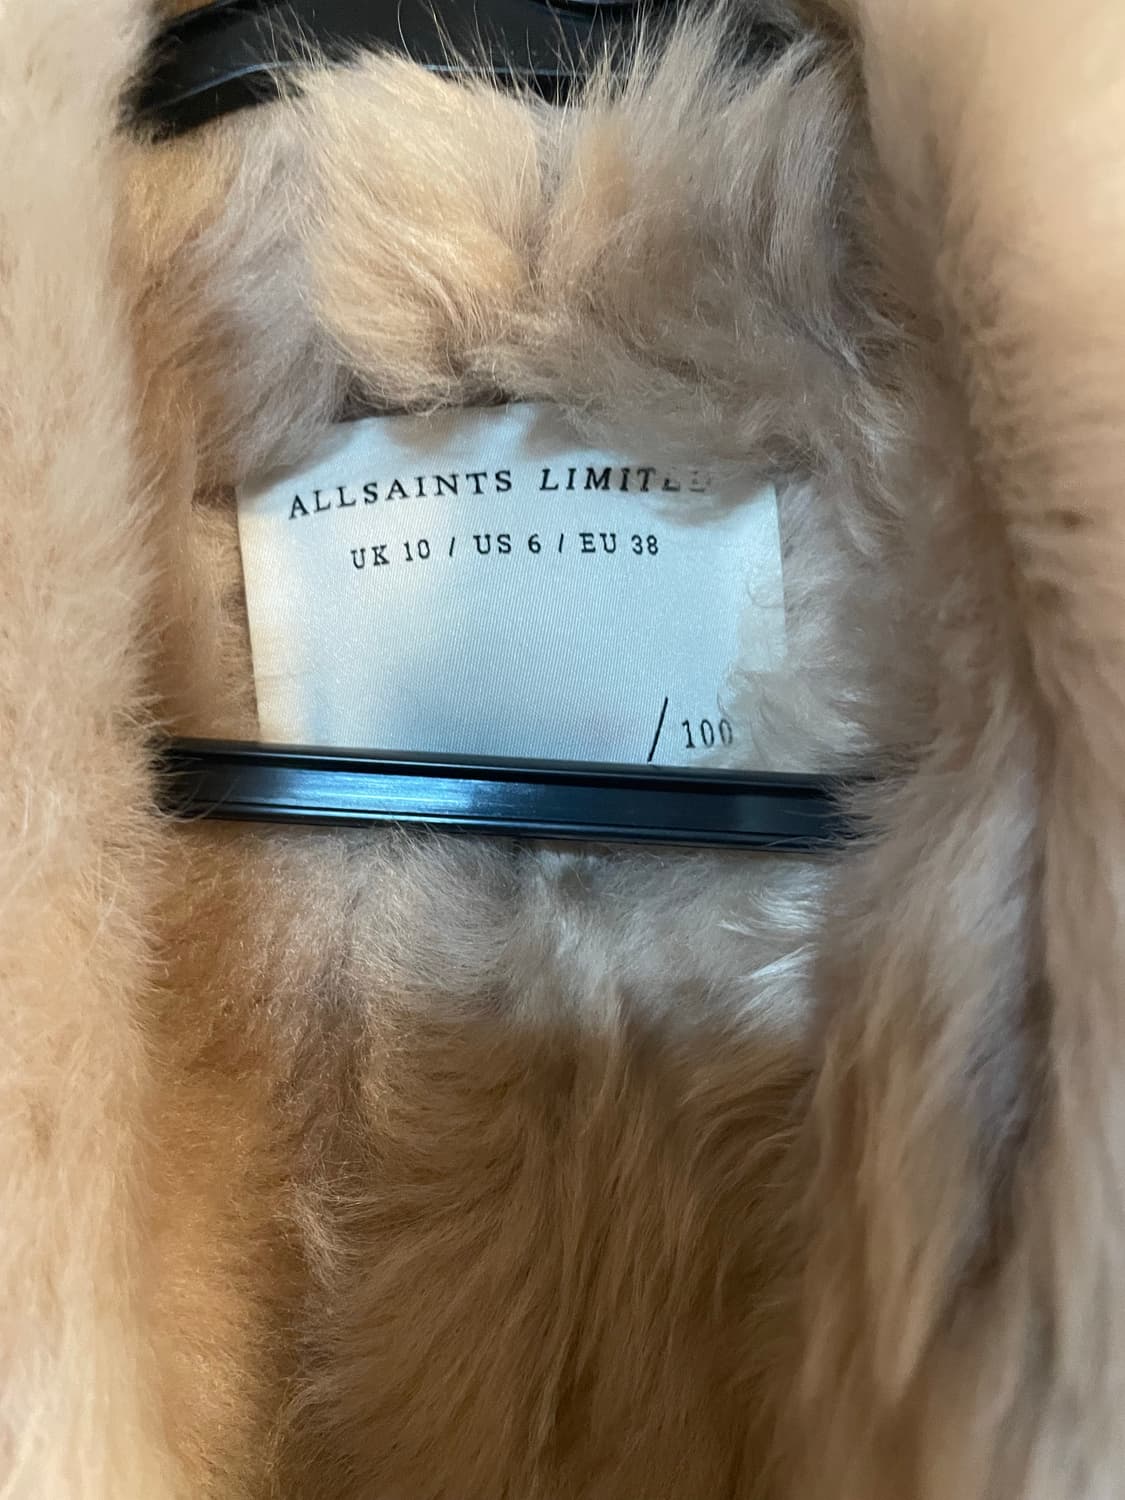 ALLSAINTS LIMITED
UK 10 / US 6 / EU 38
/ 100